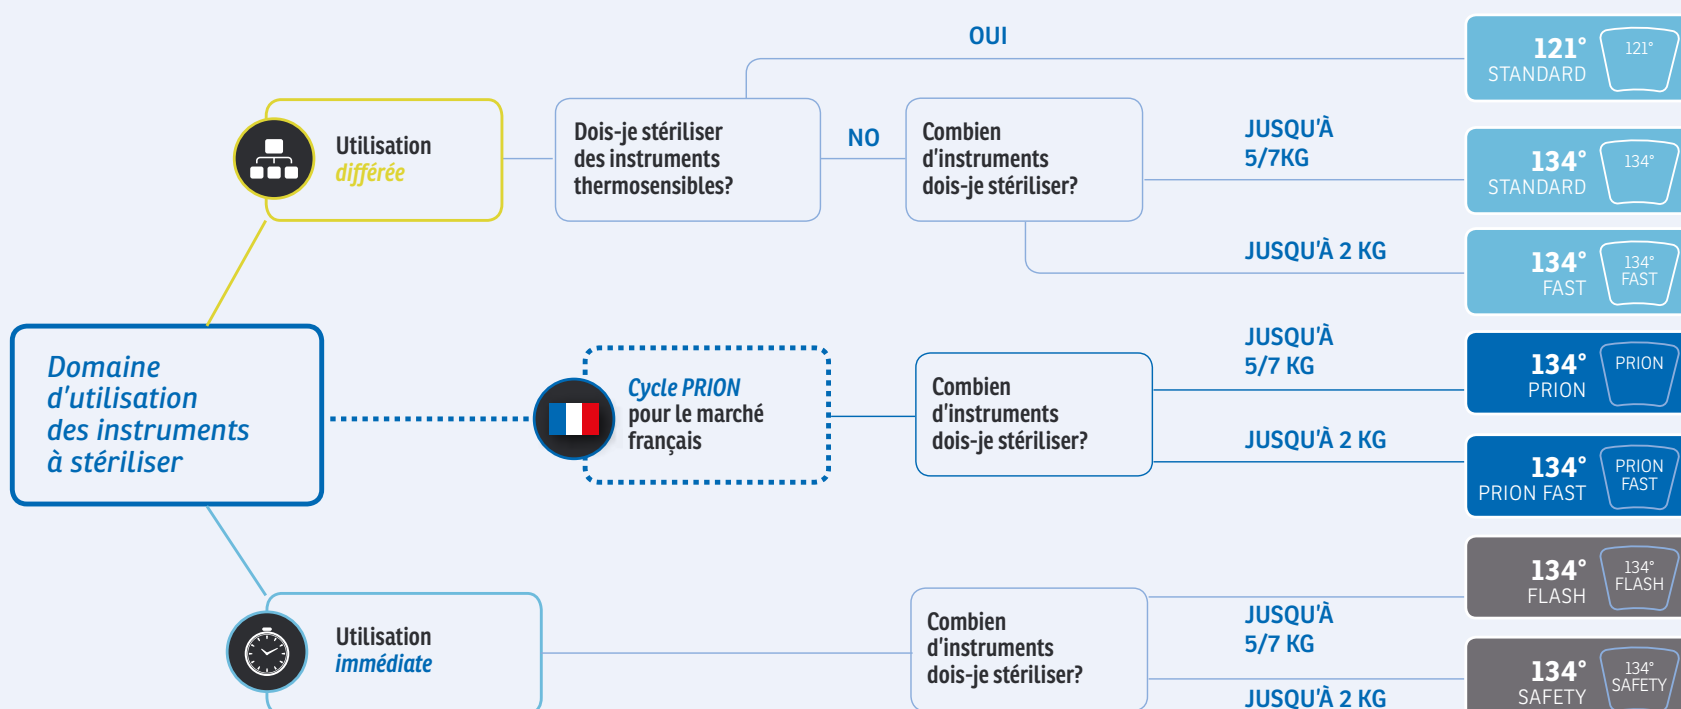 OUI
121°
STANDARD
121°
Utilisation
différée
Dois-je stériliser
des instruments
thermosensibles?
NO
Combien
d'instruments
dois-je stériliser?
JUSQU'À
5/7KG
134°
STANDARD
134°
JUSQU'À 2 KG
134°
FAST
134°
FAST
Domaine
d'utilisation
des instruments
à stériliser
Cycle PRION
pour le marché
français
Combien
d'instruments
dois-je stériliser?
JUSQU'À
5/7 KG
134°
PRION
PRION
JUSQU'À 2 KG
134°
PRION FAST
PRION
FAST
Utilisation
immédiate
Combien
d'instruments
dois-je stériliser?
JUSQU'À
5/7 KG
134°
FLASH
134°
FLASH
JUSQU'À 2 KG
134°
SAFETY
134°
SAFETY